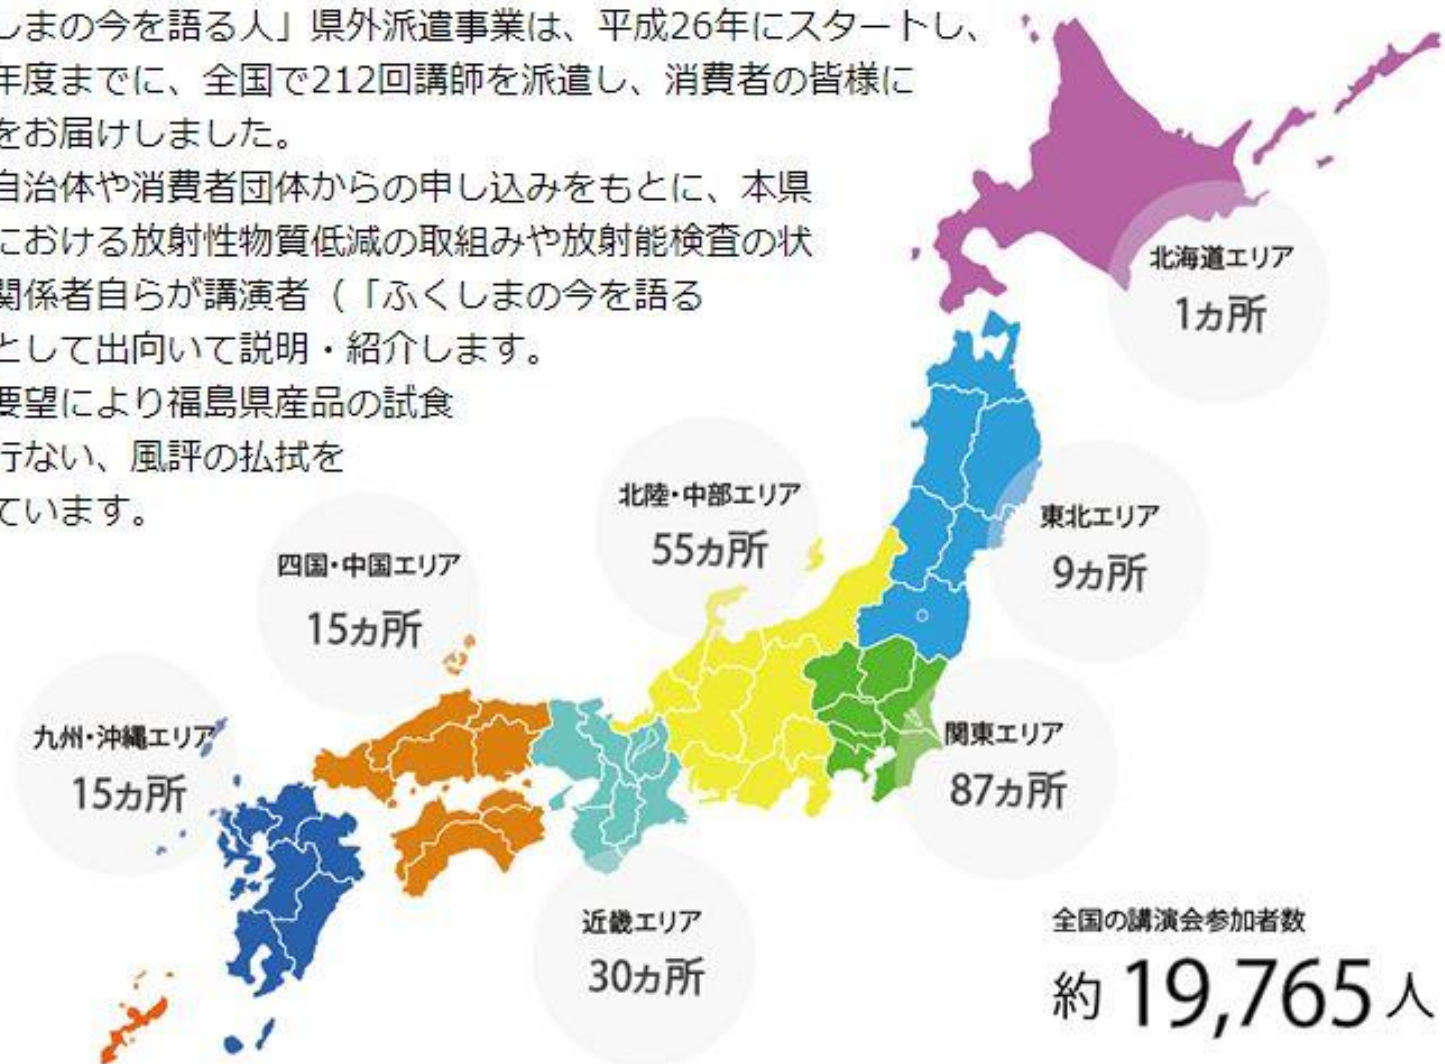 しまの今を語る人」県外派遣事業は、平成26年にスタートし、
年度までに、全国で212回講師を派遣し、消費者の皆様に
をお届けしました。
自治体や消費者団体からの申し込みをもとに、本県
における放射性物質低減の取組みや放射能検査の状
関係者自らが講演者（「ふくしまの今を語る
として出向いて説明・紹介します。
要望により福島県産品の試食
行ない、風評の払拭を
ています。
北海道エリア
1ヵ所
北陸・中部エリア
55ヵ所
東北エリア
9ヵ所
四国・中国エリア
15ヵ所
九州・沖縄エリア
15ヵ所
関東エリア
87ヵ所
近畿エリア
30ヵ所
全国の講演会参加者数
約 19,765 人